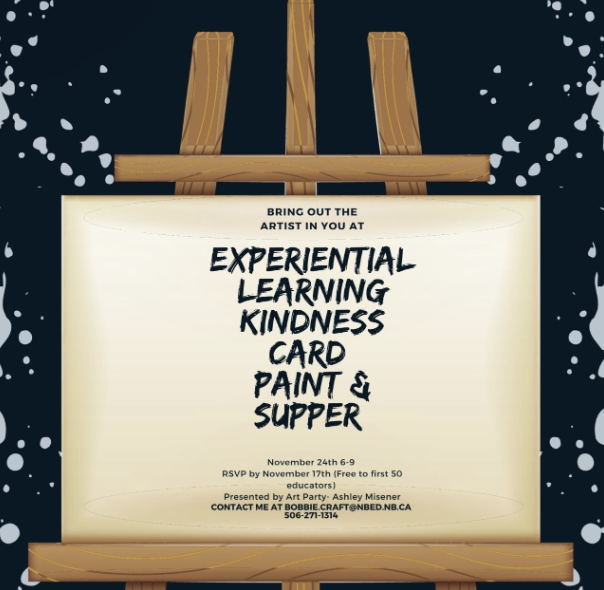 BRING OUT THE
ARTIST IN YOU AT
EXPERIENTIAL
LEARNING
KINDNESS
CARD
PAINT &
SUPPER
November 24th 6-9
RSVP by November 17th (Free to first 50
educators)
Presented by Art Party- Ashley Misener
CONTACT ME AT BOBBIE.CRAFT@NBED.NB.CA
506-271-1314